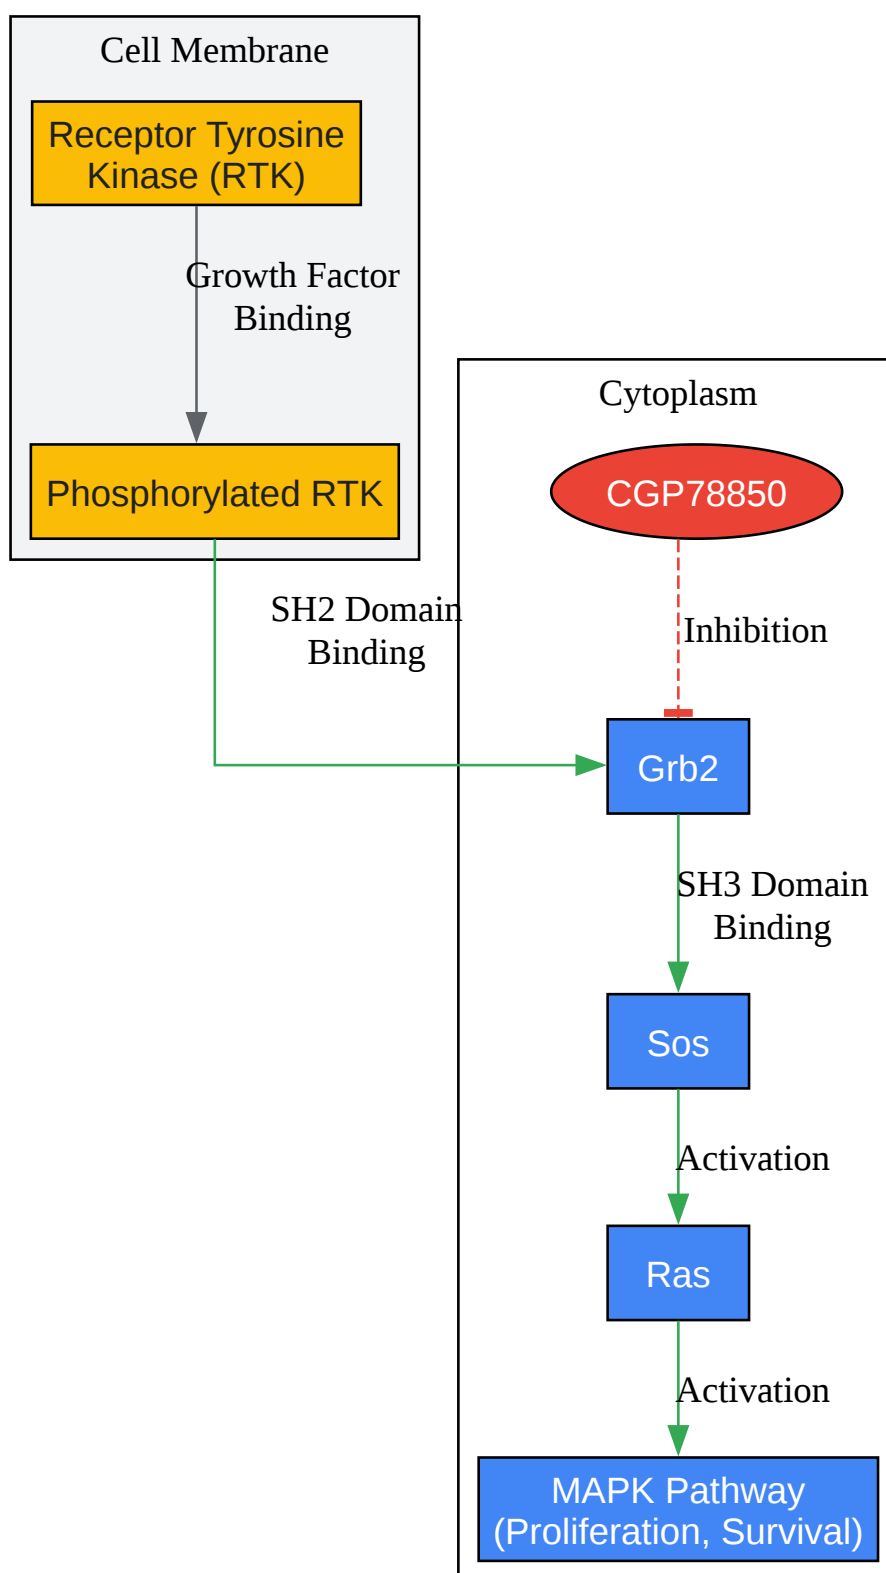 Cell Membrane
Receptor Tyrosine
Kinase (RTK)
Growth Factor
Binding
Phosphorylated RTK
SH2 Domain
Binding
Cytoplasm
CGP78850
Inhibition
Grb2
SH3 Domain
Binding
Sos
Activation
Ras
Activation
MAPK Pathway
(Proliferation, Survival)